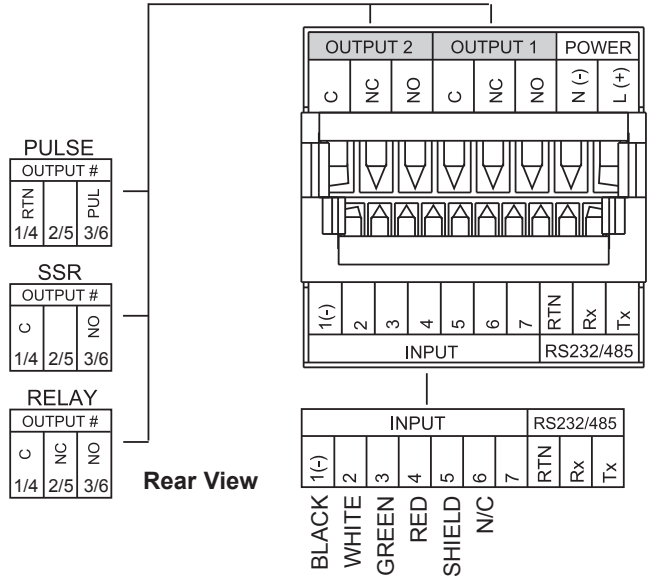 OUTPUT 2 OUTPUT 1 POWER
C NC NO C NC NO N (-) L (+)
PULSE
OUTPUT #
RTN PUL
1/4 2/5 3/6
SSR
OUTPUT #
C NO
1/4 2/5 3/6
RELAY
OUTPUT #
C NC NO
1/4 2/5 3/6
Rear View
1(-) 2 3 4 5 6 7 RTN Rx Tx
INPUT RS232/485
INPUT RS232/485
1(-) 2 3 4 5 6 7 RTN Rx Tx
BLACK WHITE GREEN RED SHIELD N/C